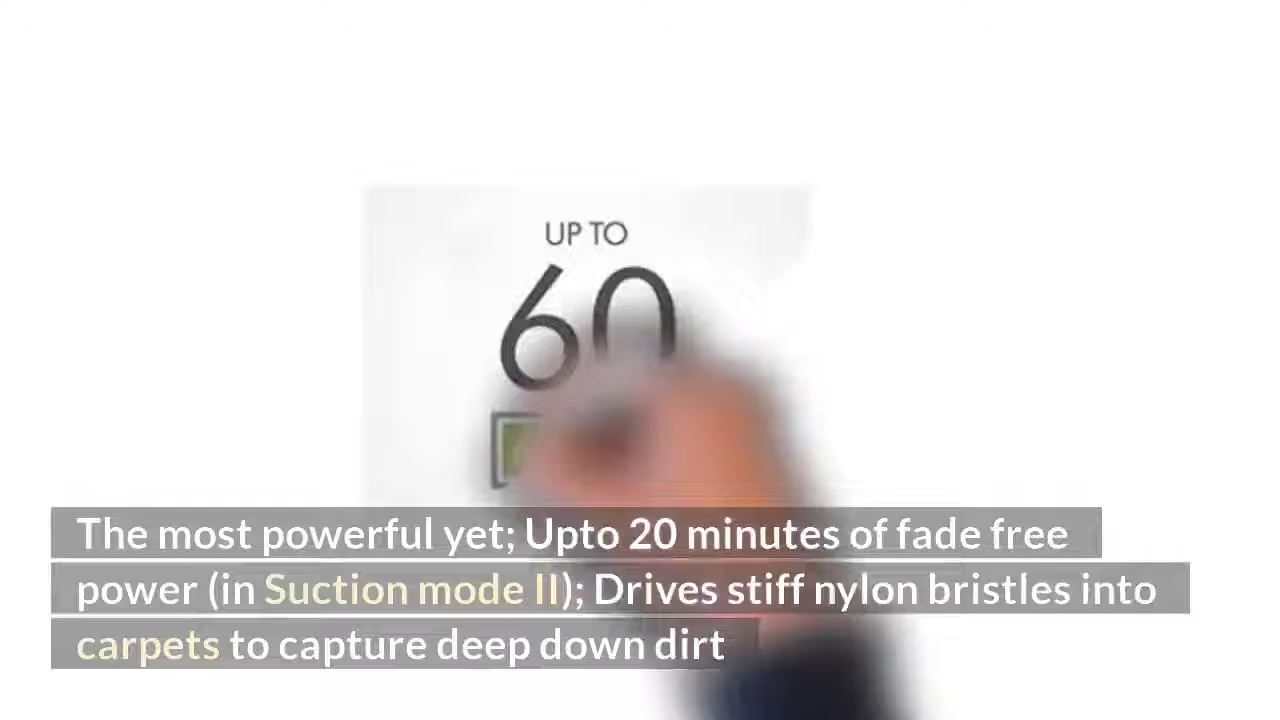 UP TO
60
The most powerful yet; Upto 20 minutes of fade free
power (in Suction mode II); Drives stiff nylon bristles into
carpets to capture deep down dirt